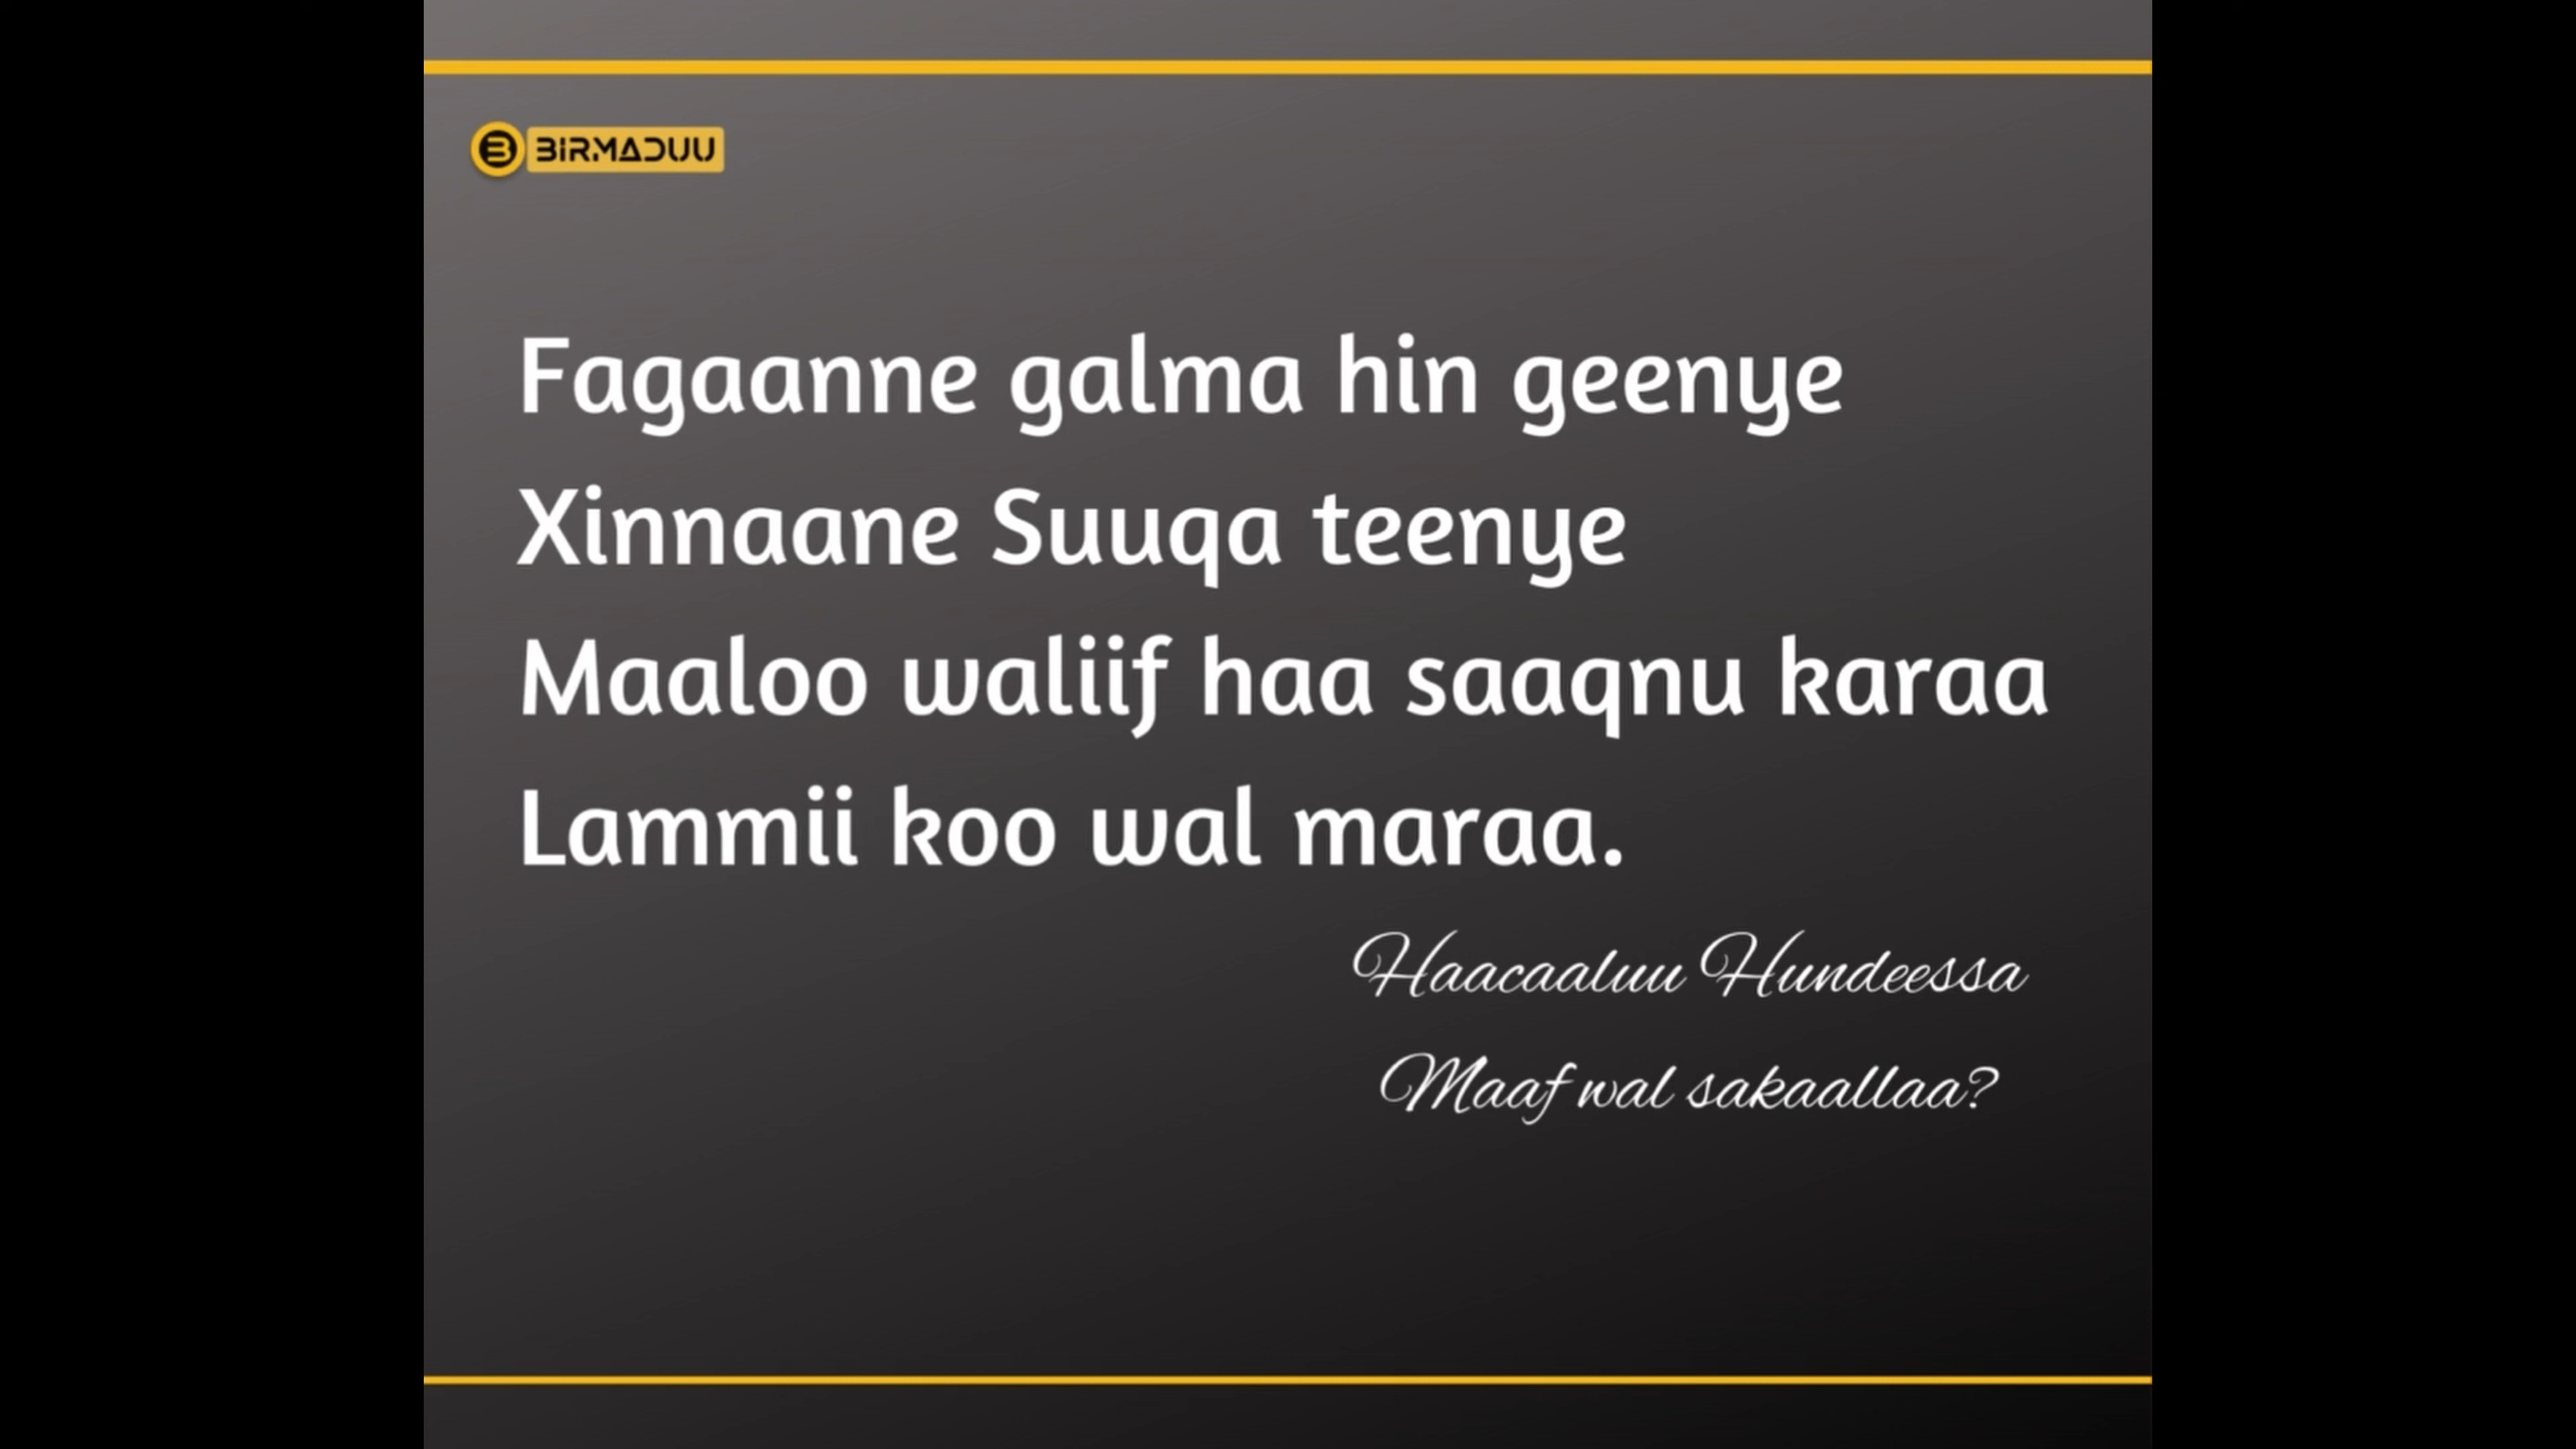 BIRMADUU
Fagaanne galma hin geenye
Xinnaane Suuqa teenye
Maaloo waliif haa saaqnu karaa
Lammii koo wal maraa.
Haacaaluu Hundeessa
Maaf wal sakaallaa?